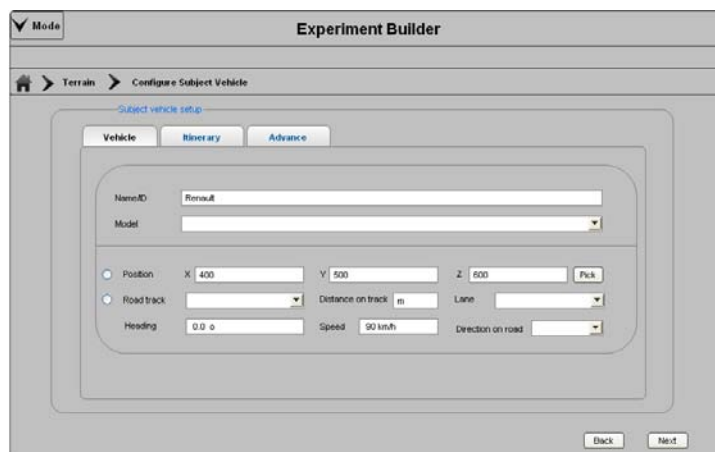 Mode
Experiment Builder
Terrain
Configure Subject Vehicle
Subject vehicle setup
Vehicle
Itinerary
Advance
Name/ID Renault
Model
Position X 400 Y 500 Z 600 Pick
Road track Distance on track m Lane
Heading 0.0 o Speed 90 km/h Direction on road
Back Next